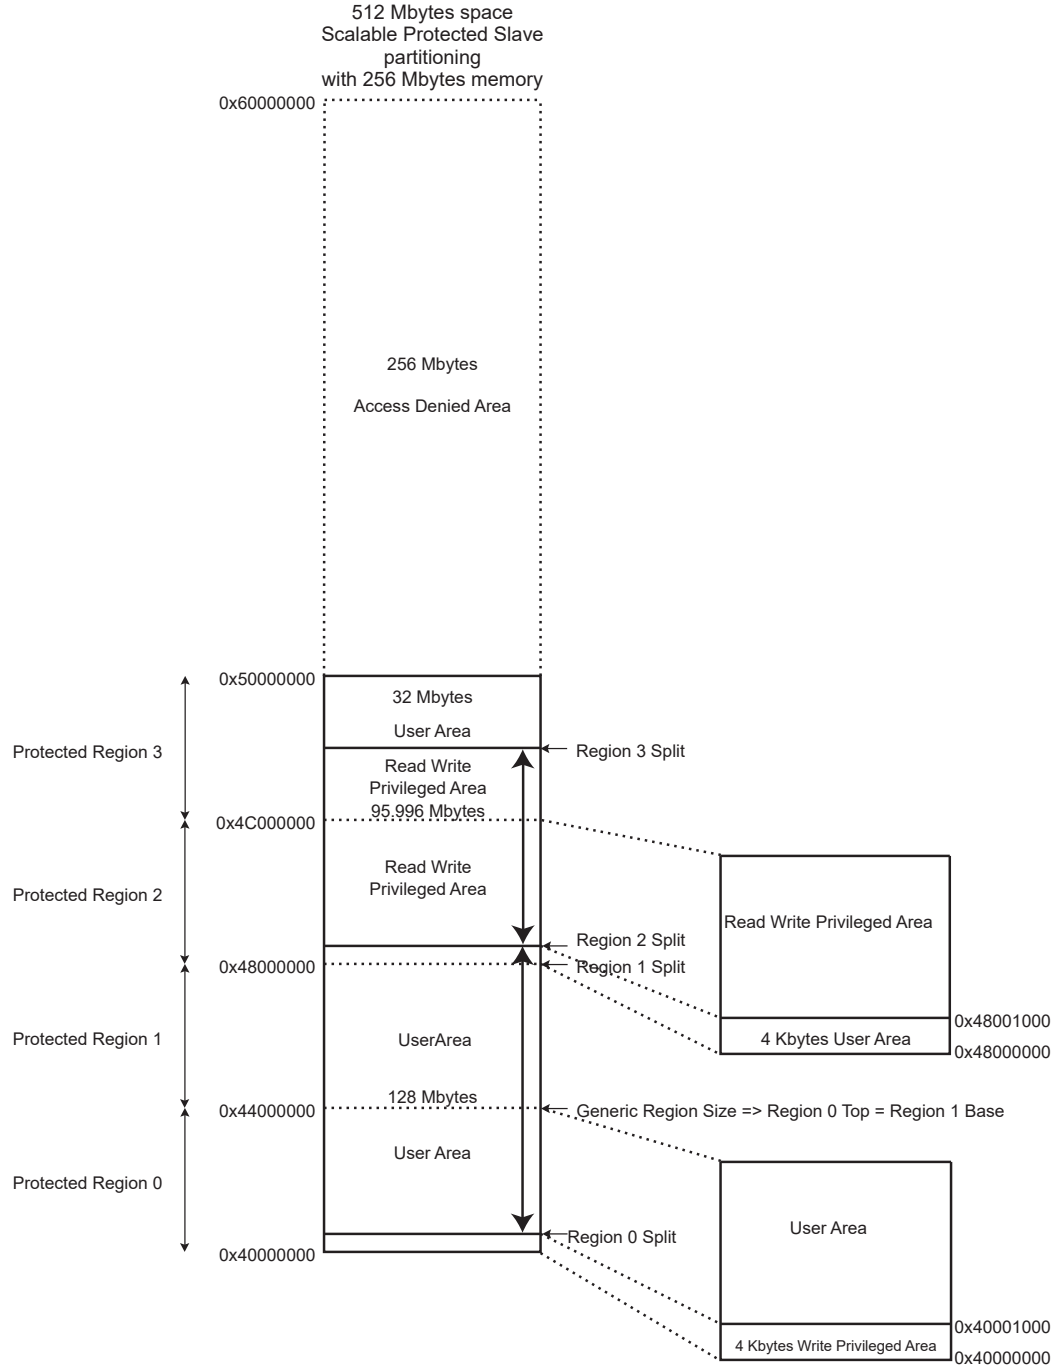 512 Mbytes space
Scalable Protected Slave
partitioning
with 256 Mbytes memory
0x60000000
256 Mbytes
Access Denied Area
0x50000000
32 Mbytes
User Area
Protected Region 3
Region 3 Split
Read Write
Privileged Area
95.996 Mbytes
0x4C000000
Read Write
Privileged Area
Protected Region 2
Read Write Privileged Area
Region 2 Split
0x48000000
Region 1 Split
0x48001000
4 Kbytes User Area
0x48000000
Protected Region 1
UserArea
128 Mbytes
0x44000000
Generic Region Size => Region 0 Top = Region 1 Base
User Area
Protected Region 0
User Area
Region 0 Split
0x40000000
0x40001000
4 Kbytes Write Privileged Area
0x40000000